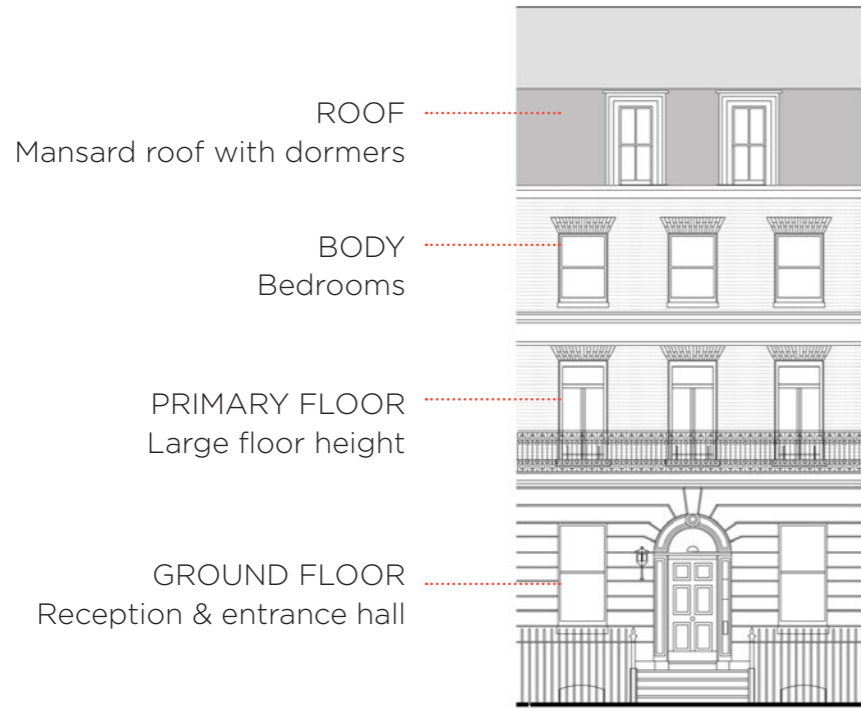 ROOF
Mansard roof with dormers
BODY
Bedrooms
PRIMARY FLOOR
Large floor height
GROUND FLOOR
Reception & entrance hall